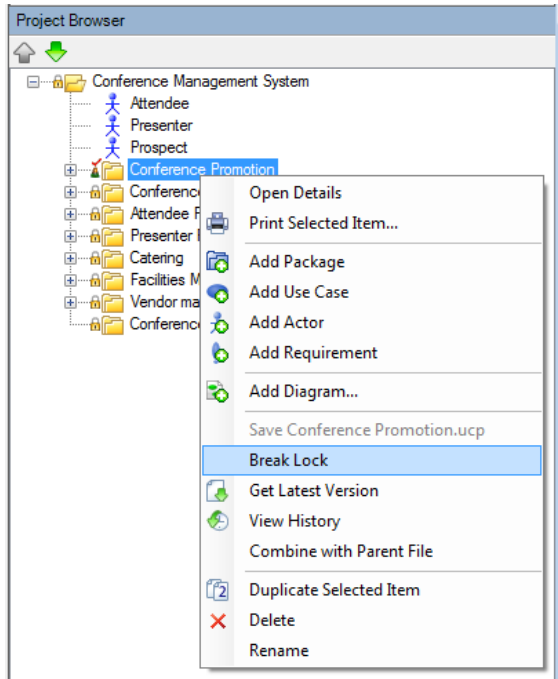 Project Browser
Conference Management System
Attendee
Presenter
Prospect
Conference Promotion
Conference
Open Details
Attendee
Print Selected Item...
Presenter
Catering
Add Package
Facilities M
Add Use Case
Vendor ma
Conference
Add Actor
Add Requirement
Add Diagram...
Save Conference Promotion.ucp
Break Lock
Get Latest Version
View History
Combine with Parent File
2
Duplicate Selected Item
Delete
Rename